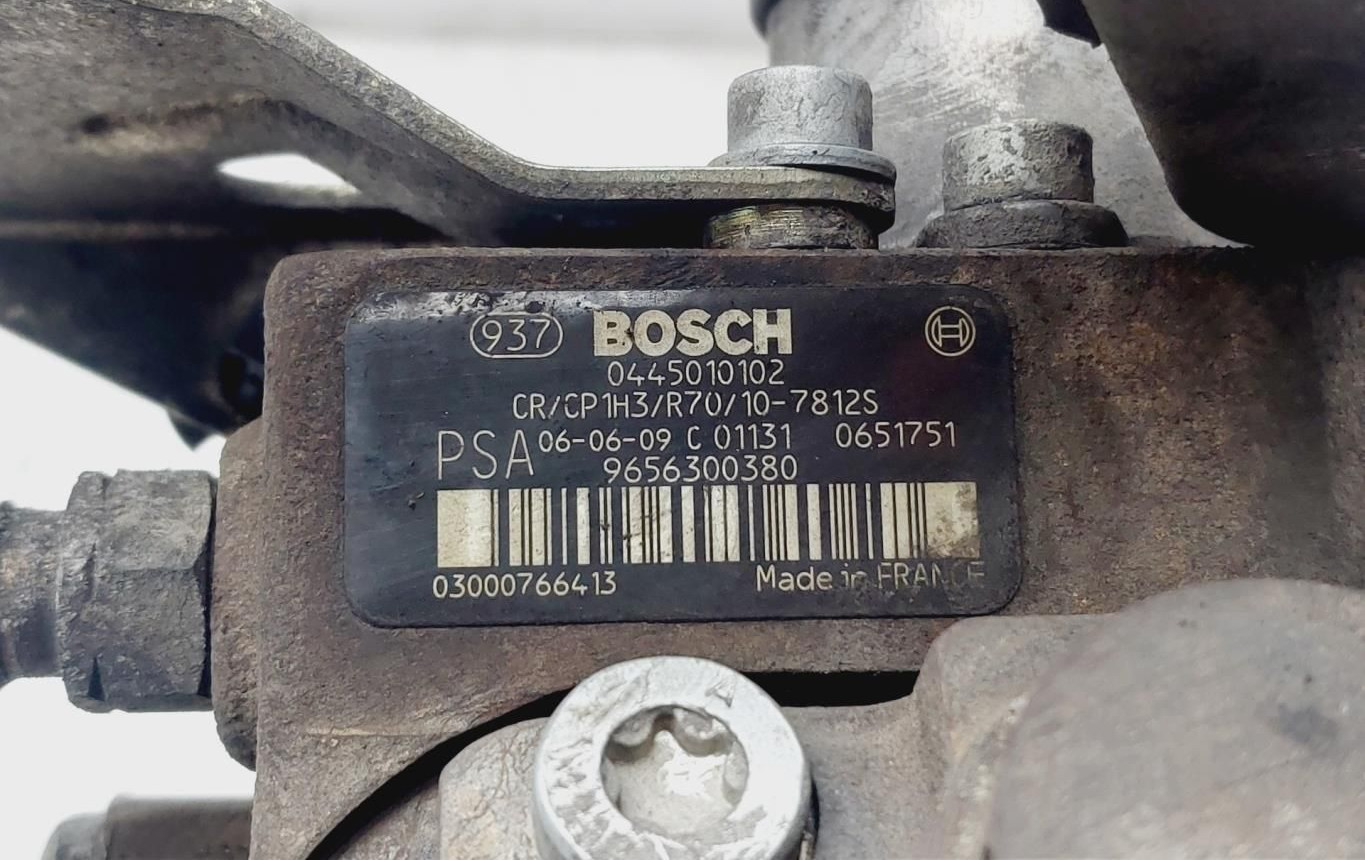 937 BOSCH
0445010102
CR/CP1H3/R70/10-7812S
PSA 06-06-09 C 01131 0651751
9656300380
03000766413 Made in FRANCE